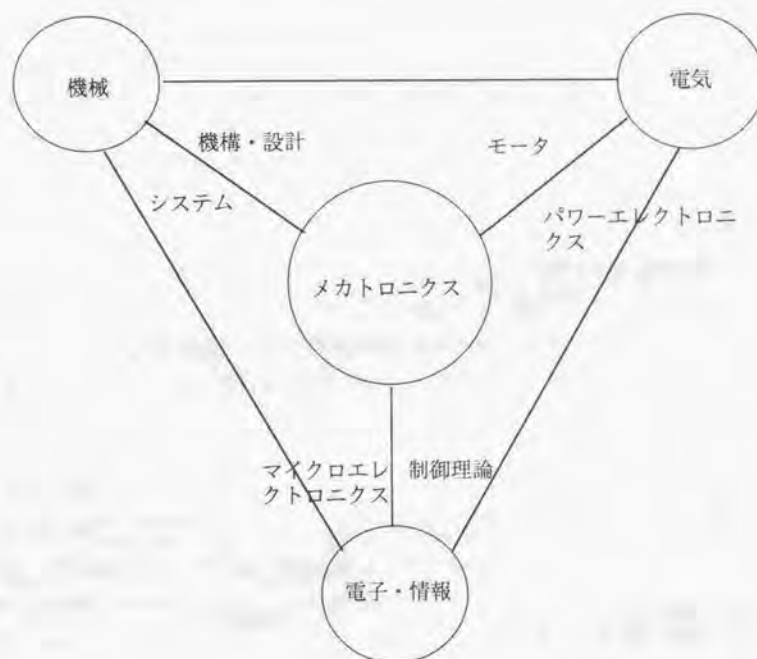 機械
電気
機構・設計
モータ
システム
パワーエレクトロニ
クス
メカトロニクス
マイクロエレ
クトロニクス
制御理論
電子・情報